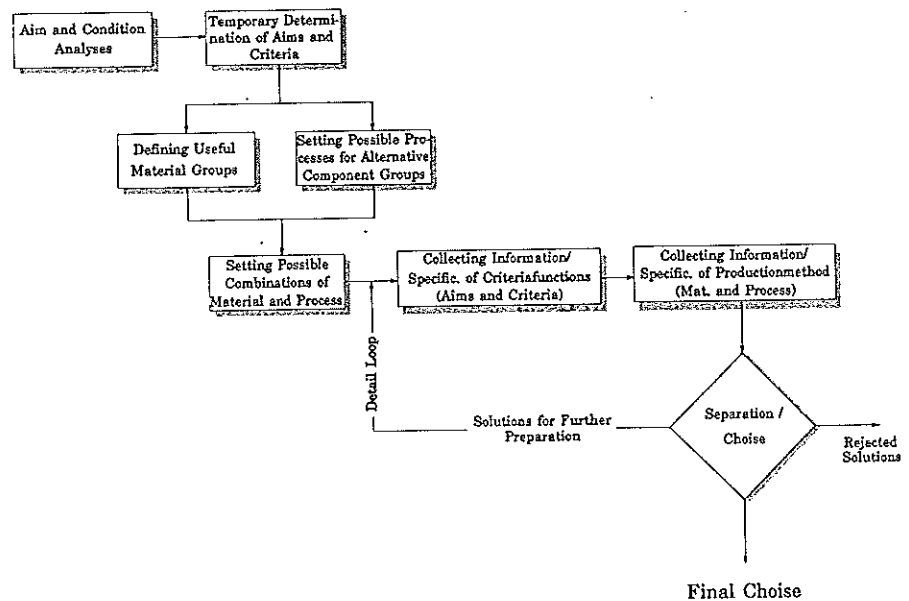 Aim and Condition
Analyses
Temporary Determi-
nation of Aims and
Criteria
Defining Useful
Material Groups
Setting Possible Pro-
cesses for Alternative
Component Groups
Setting Possible
Combinations of
Material and Process
Collecting Information/
Specific. of Criteriafunctions
(Aims and Criteria)
Collecting Information/
Specific. of Productionmethod
(Mat. and Process)
Detail Loop
Solutions for Further
Preparation
Separation /
Choise
Rejected
Solutions
Final Choise